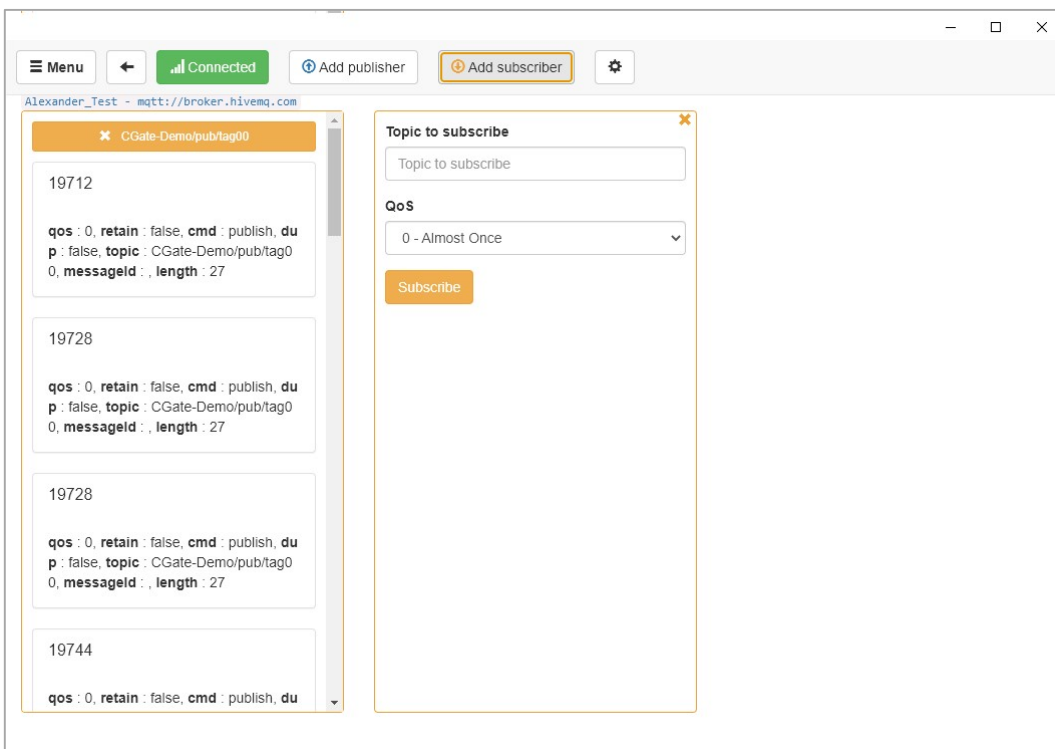 Menu
Connected
Add publisher
Add subscriber
Alexander_Test - mqtt://broker.hivemq.com
CGate-Demo/pub/tag00
19712
qos : 0, retain : false, cmd : publish, du
p : false, topic : CGate-Demo/pub/tag0
0, messageId : , length : 27
19728
qos : 0, retain : false, cmd : publish, du
p : false, topic : CGate-Demo/pub/tag0
0, messageId : , length : 27
19728
qos : 0, retain : false, cmd : publish, du
p : false, topic : CGate-Demo/pub/tag0
0, messageId : , length : 27
19744
qos : 0, retain : false, cmd : publish, du
Topic to subscribe
Topic to subscribe
QoS
0 - Almost Once
Subscribe